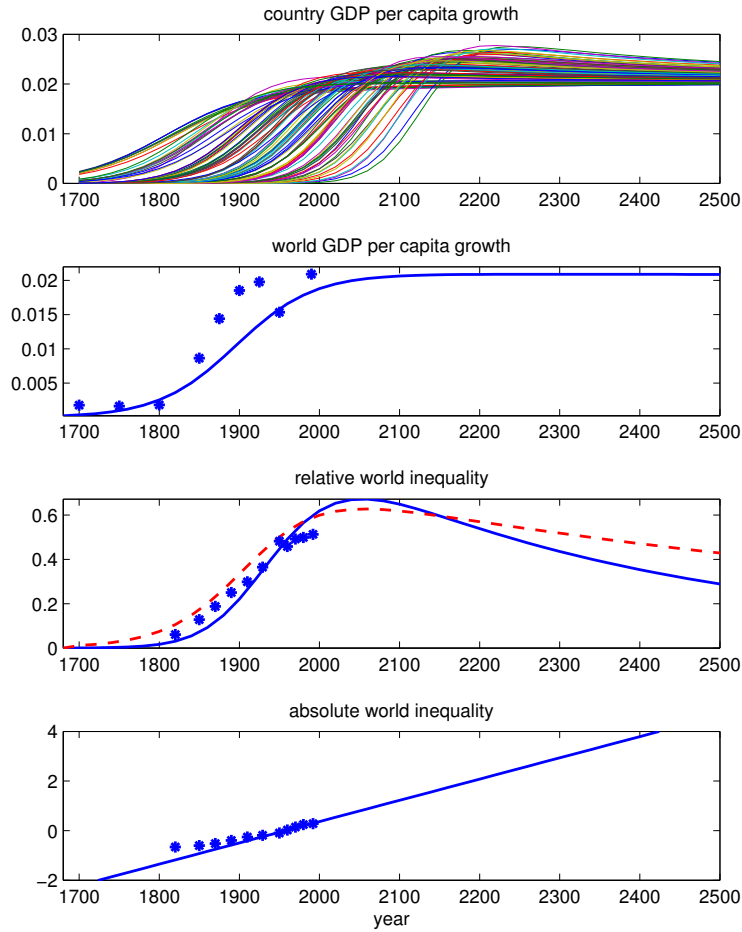 country GDP per capita growth
0.03
0.02
0.01
0
1700 1800 1900 2000 2100 2200 2300 2400 2500
world GDP per capita growth
0.02
0.015
0.01
0.005
1700 1800 1900 2000 2100 2200 2300 2400 2500
relative world inequality
0.6
0.4
0.2
0
1700 1800 1900 2000 2100 2200 2300 2400 2500
absolute world inequality
4
2
0
−2
1700 1800 1900 2000 2100 2200 2300 2400 2500
year